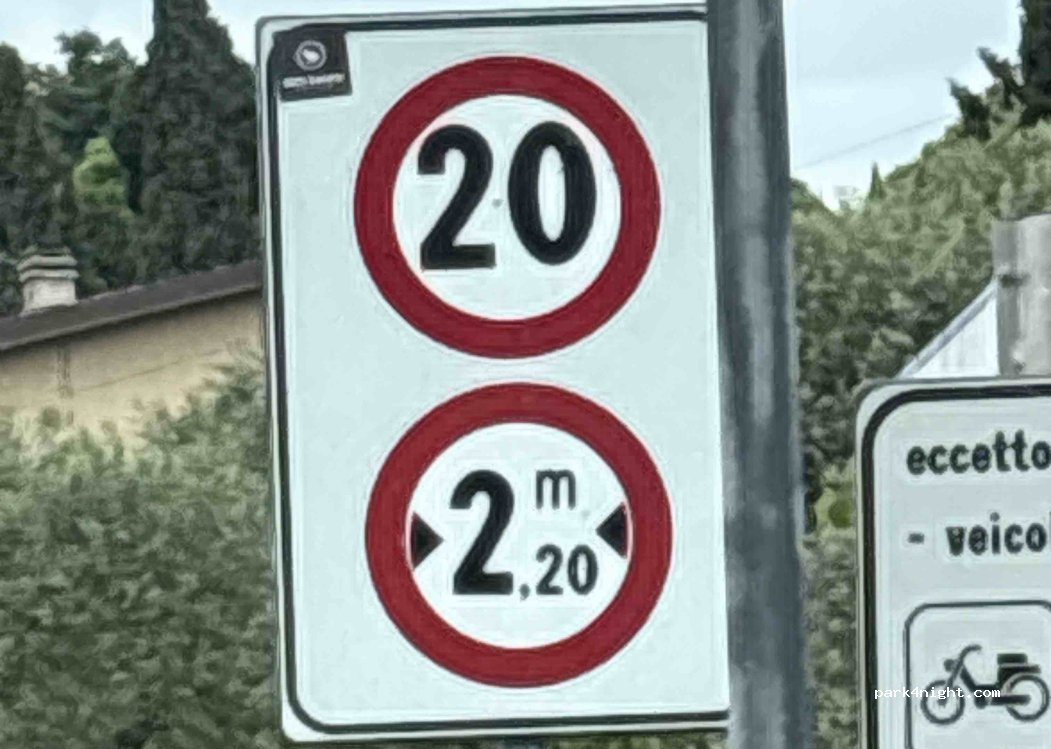 20
2,20 m
eccetto
- veico
park4night.com